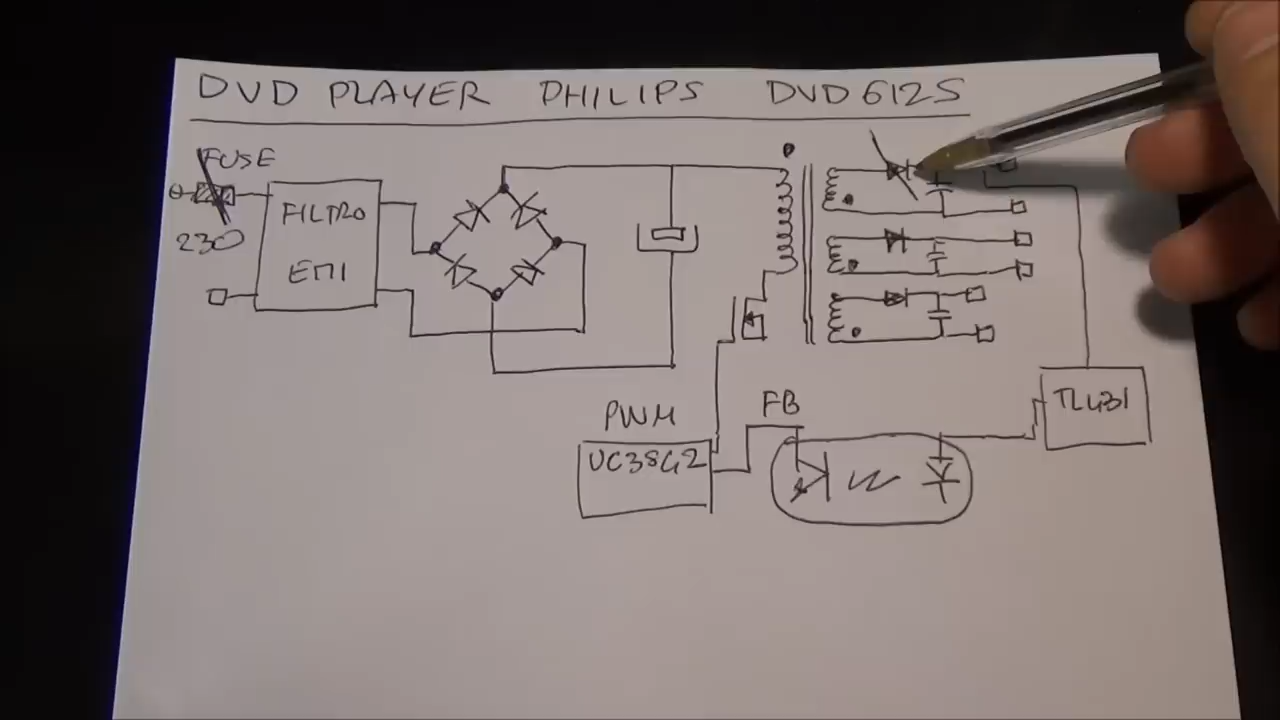 DVD PLAYER PHILIPS DVD612S
FUSE
230
FILTRO
EMI
PWM
UC3842
FB
TL431